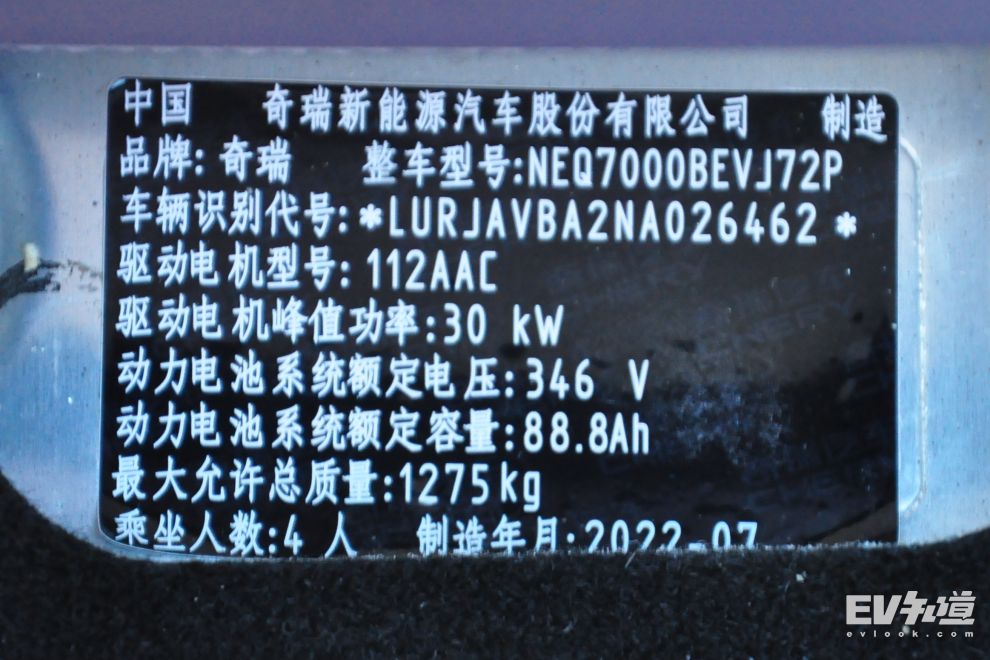 中国 奇瑞新能源汽车股份有限公司 制造
品牌: 奇瑞 整车型号:NEQ7000BEVJ72P
车辆识别代号:*LURJAVBA2NA026462*
驱动电机型号: 112AAC
驱动电机峰值功率:30 kW
动力电池系统额定电压:346 V
动力电池系统额定容量:88.8Ah
最大允许总质量:1275kg
乘坐人数:4 人 制造年月:2022-07
EV知道
evlook.com